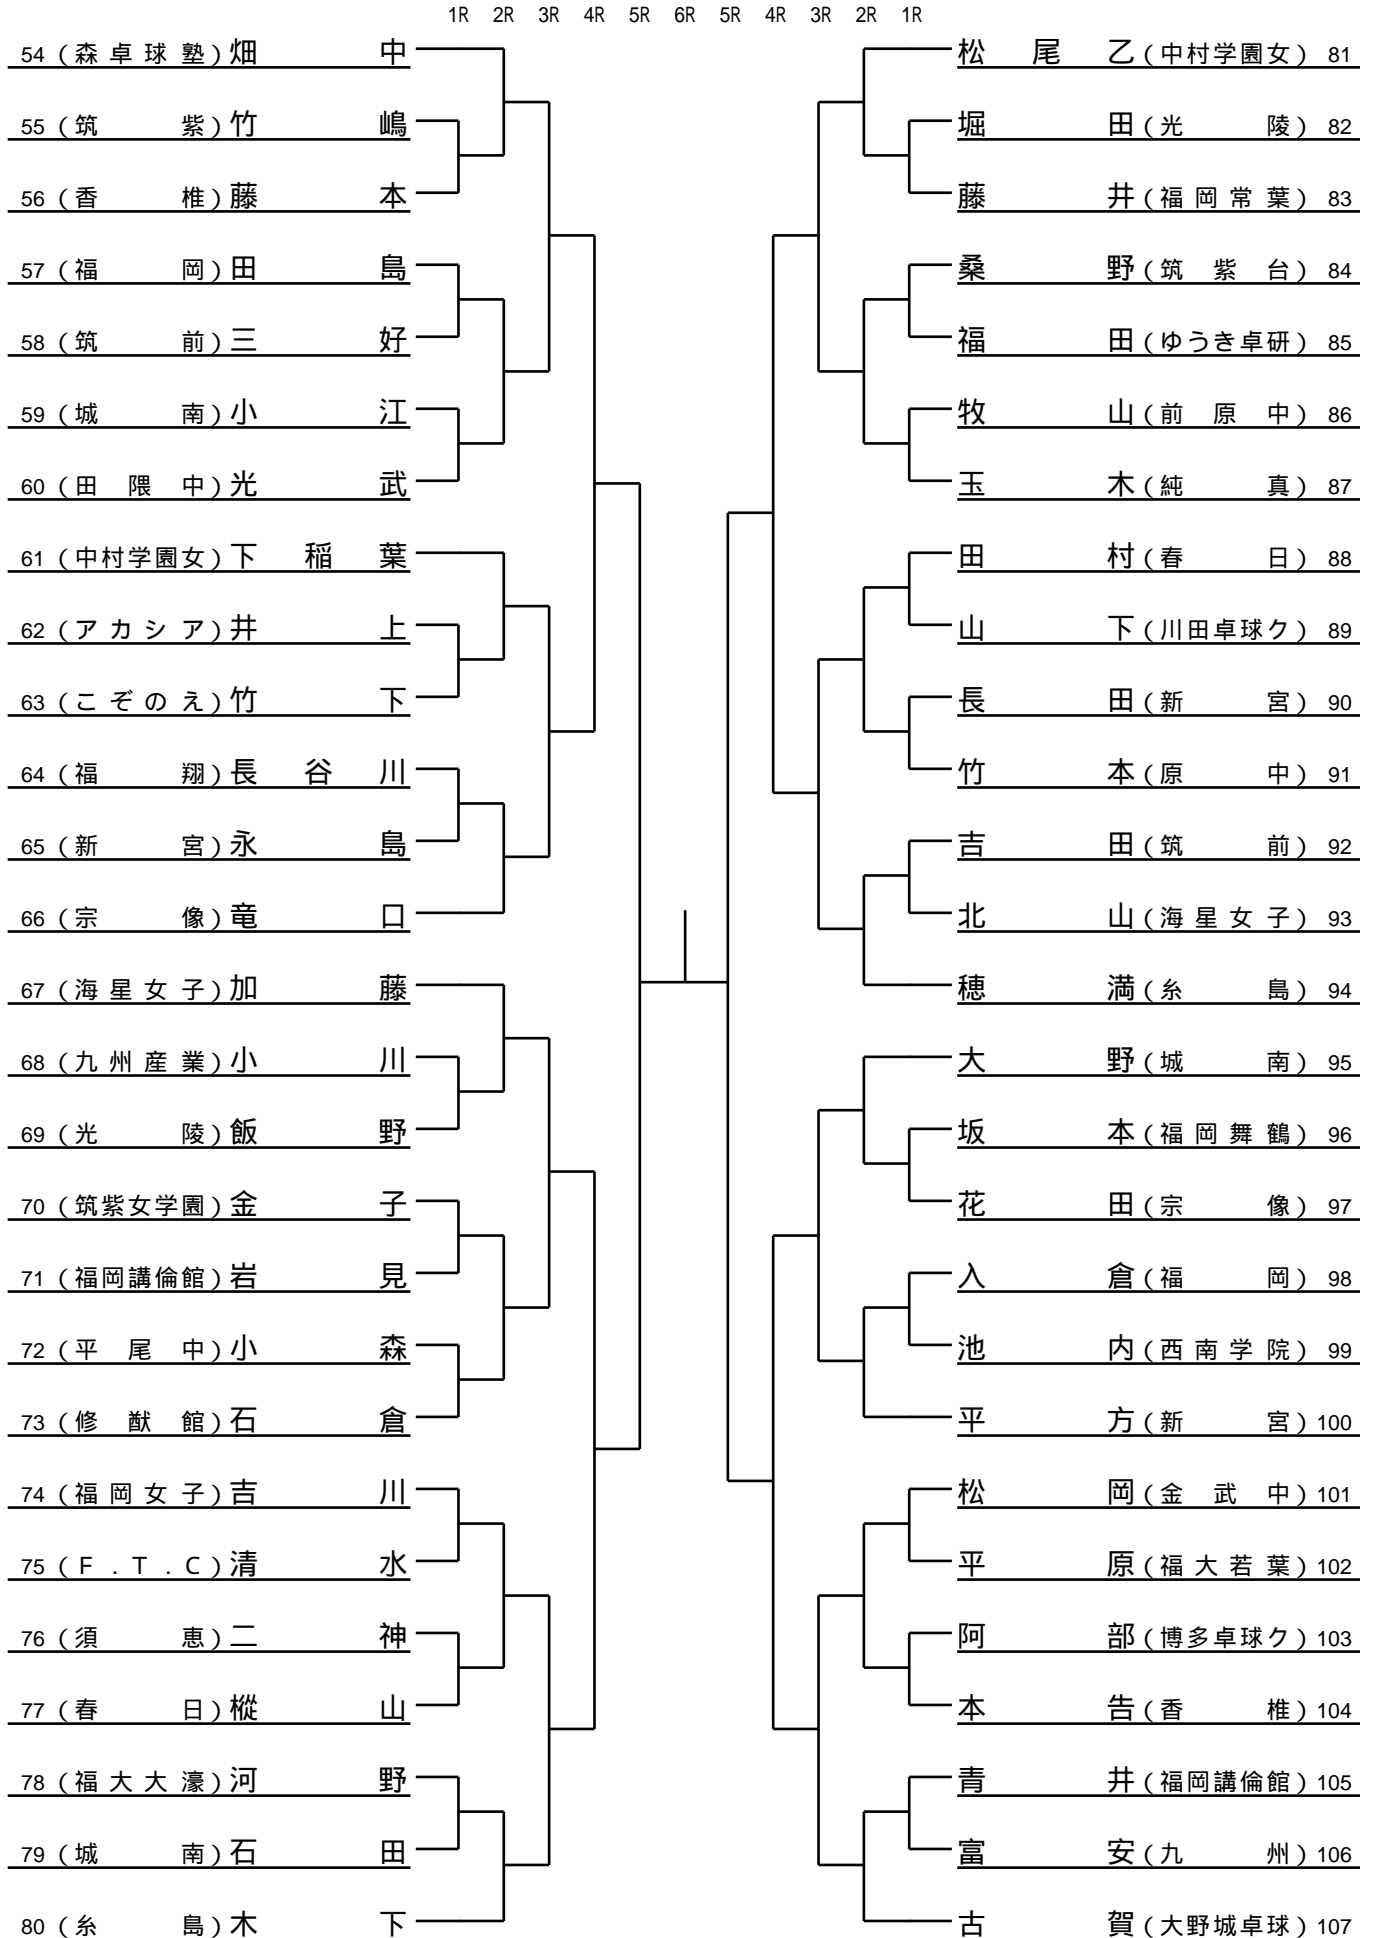 1R 2R 3R 4R 5R 6R 5R 4R 3R 2R 1R
54 (森卓球塾) 畑中
55 (筑紫) 竹嶋
56 (香椎) 藤本
57 (福岡) 田島
58 (筑前) 三好
59 (城南) 小江
60 (田隈中) 光武
61 (中村学園女) 下稲葉
62 (アカシア) 井上
63 (こぞのえ) 竹下
64 (福翔) 長谷川
65 (新宮) 永島
66 (宗像) 竜口
67 (海星女子) 加藤
68 (九州産業) 小川
69 (光陵) 飯野
70 (筑紫女学園) 金子
71 (福岡講倫館) 岩見
72 (平尾中) 小森
73 (修猷館) 石倉
74 (福岡女子) 吉川
75 (F.T.C) 清水
76 (須恵) 二神
77 (春日) 樅山
78 (福大大濠) 河野
79 (城南) 石田
80 (糸島) 木下
松尾乙 (中村学園女) 81
堀田 (光陵) 82
藤井 (福岡常葉) 83
桑野 (筑紫台) 84
福田 (ゆうき卓研) 85
牧山 (前原中) 86
玉木 (純真) 87
田村 (春日) 88
山下 (川田卓球ク) 89
長田 (新宮) 90
竹本 (原中) 91
吉田 (筑前) 92
北山 (海星女子) 93
穂満 (糸島) 94
大野 (城南) 95
坂本 (福岡舞鶴) 96
花田 (宗像) 97
入倉 (福岡) 98
池内 (西南学院) 99
平方 (新宮) 100
松岡 (金武中) 101
平原 (福大若葉) 102
阿部 (博多卓球ク) 103
本告 (香椎) 104
青井 (福岡講倫館) 105
富安 (九州) 106
古賀 (大野城卓球) 107